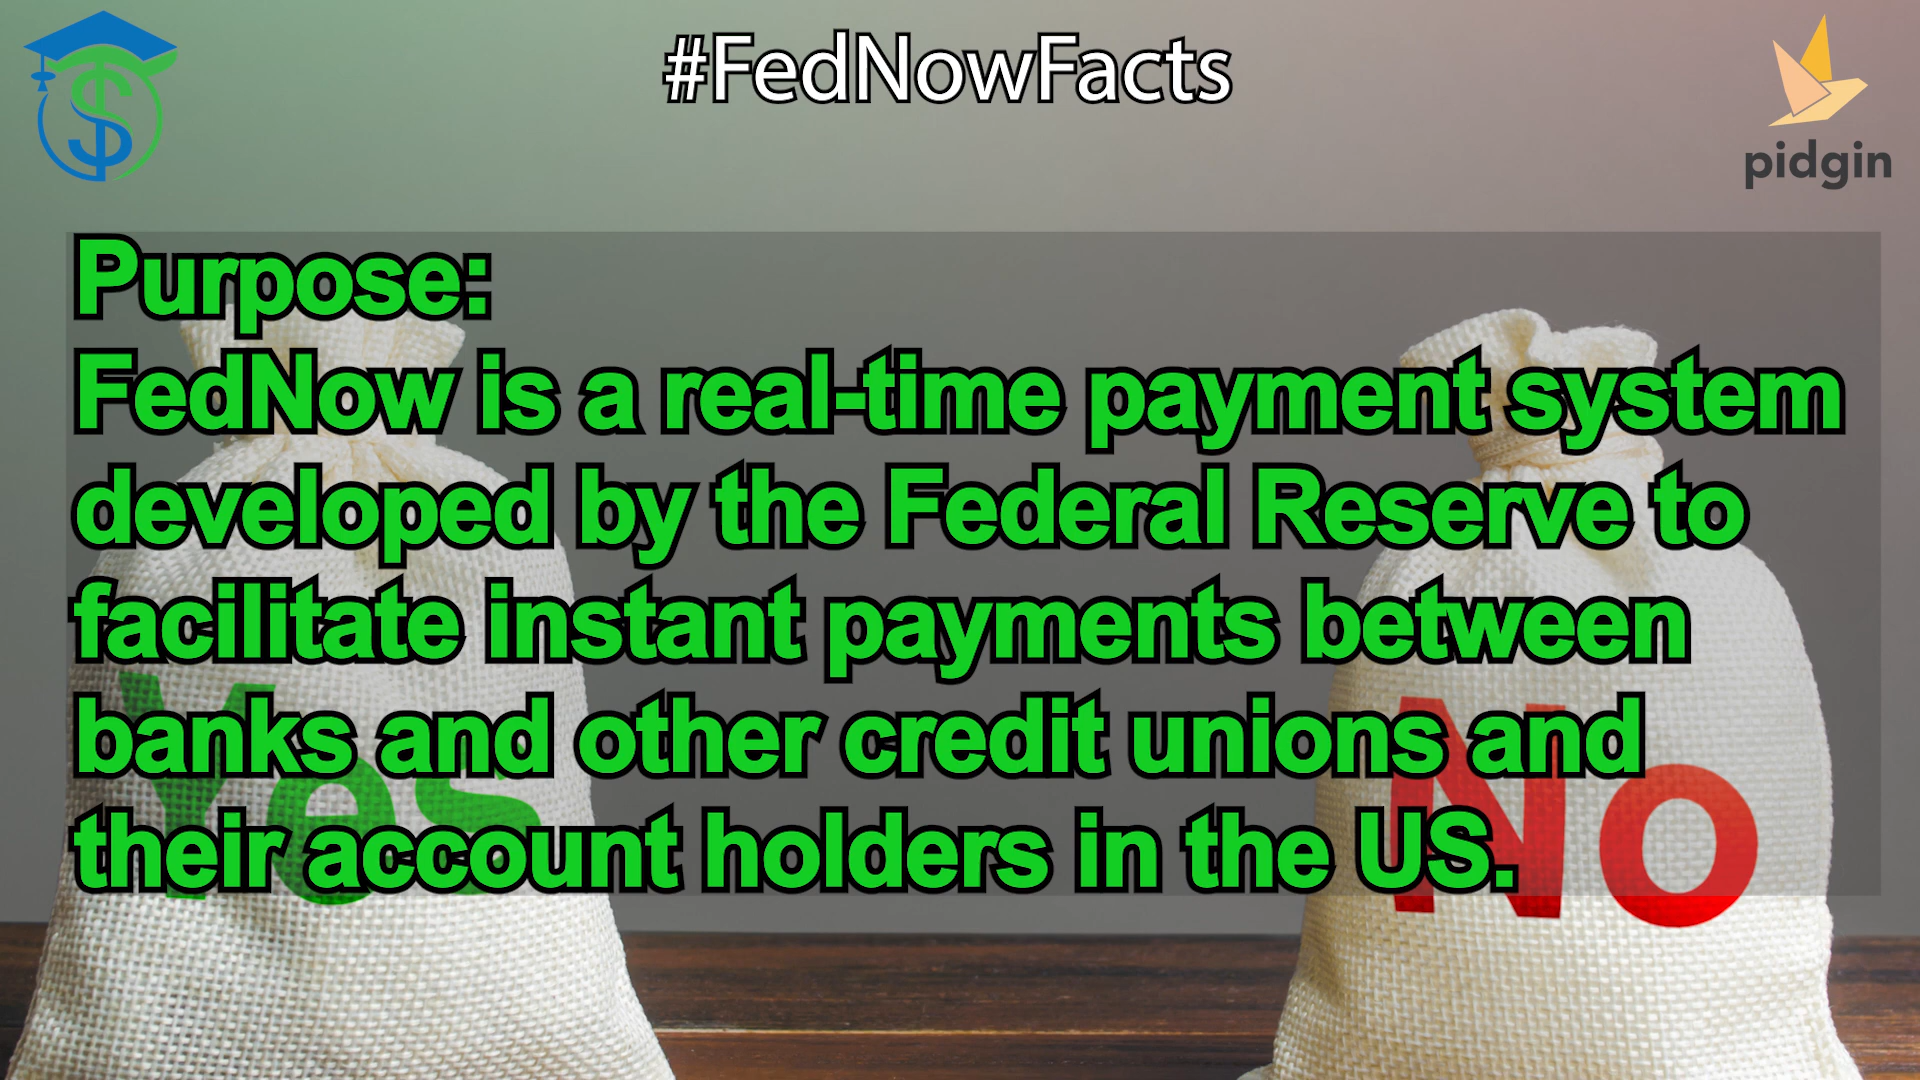 #FedNowFacts
pidgin
Purpose:
FedNow is a real-time payment system
developed by the Federal Reserve to
facilitate instant payments between
banks and other credit unions and
their account holders in the US.
Yes
No